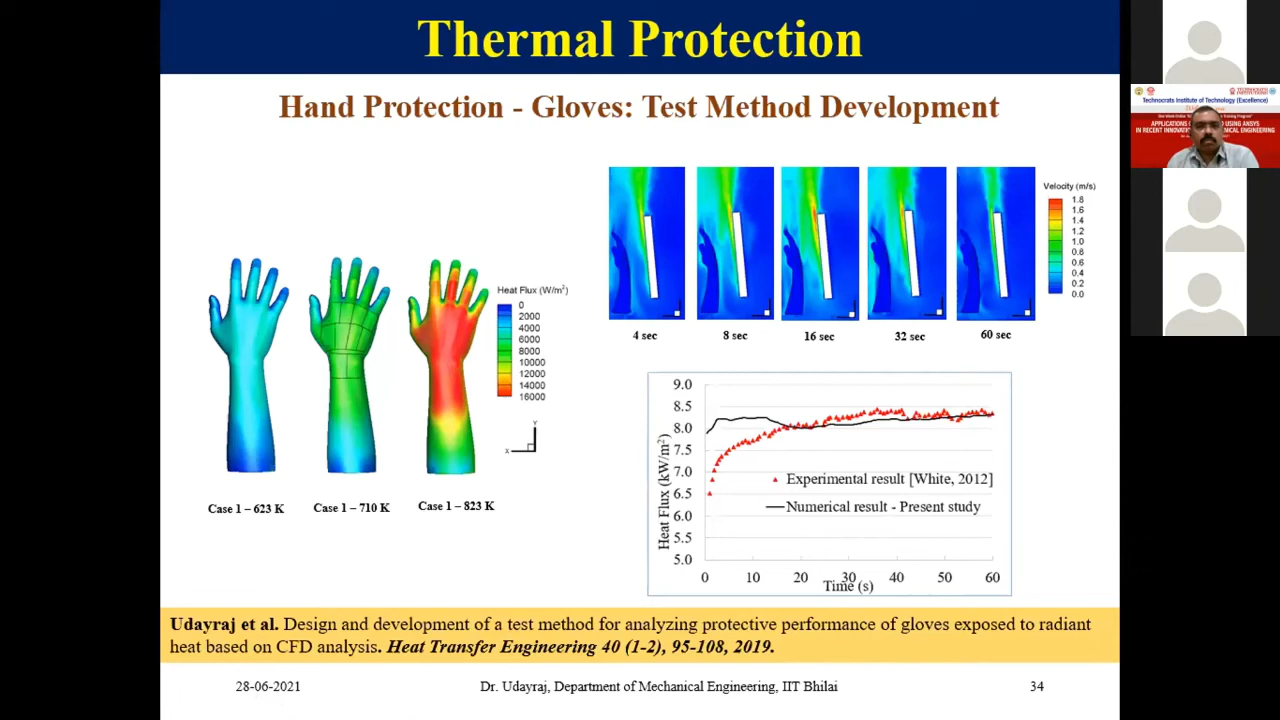 Thermal Protection
Hand Protection - Gloves: Test Method Development
Heat Flux (W/m²)
0
2000
4000
6000
8000
10000
12000
14000
16000
Y
X
Case 1 – 623 K
Case 1 – 710 K
Case 1 – 823 K
Velocity (m/s)
1.8
1.6
1.4
1.2
1.0
0.8
0.6
0.4
0.2
0.0
4 sec
8 sec
16 sec
32 sec
60 sec
9.0
8.5
8.0
7.5
7.0
6.5
6.0
5.5
5.0
Heat Flux (kW/m²)
Experimental result [White, 2012]
Numerical result - Present study
0 10 20 30 40 50 60
Time (s)
Udayraj et al. Design and development of a test method for analyzing protective performance of gloves exposed to radiant
heat based on CFD analysis. Heat Transfer Engineering 40 (1-2), 95-108, 2019.
28-06-2021
Dr. Udayraj, Department of Mechanical Engineering, IIT Bhilai
34
Technocrats Institute of Technology (Excellence)